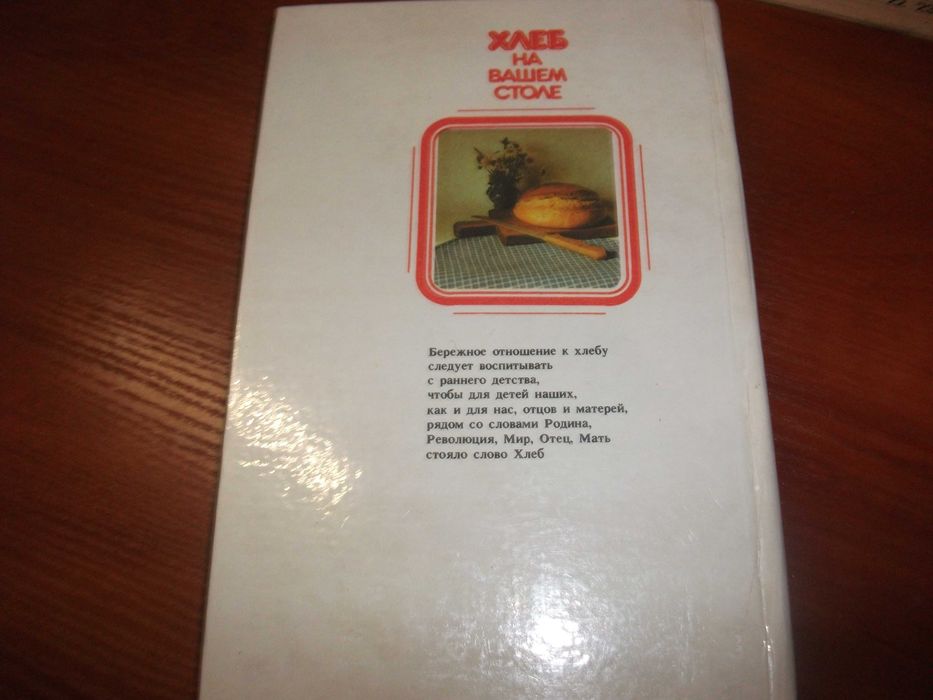 ХЛЕБ
НА
ВАШЕМ
СТОЛЕ
Бережное отношение к хлебу
следует воспитывать
с раннего детства,
чтобы для детей наших,
как и для нас, отцов и матерей,
рядом со словами Родина,
Революция, Мир, Отец, Мать
стояло слово Хлеб